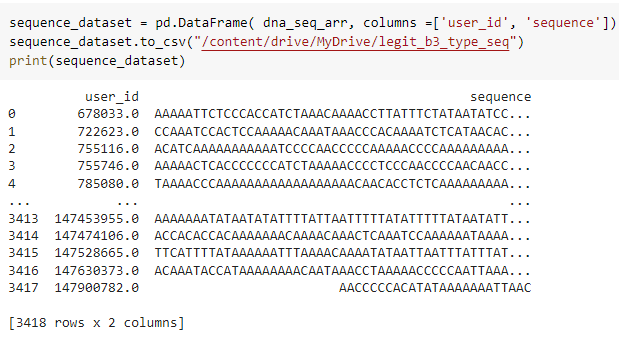 sequence_dataset = pd.DataFrame( dna_seq_arr, columns =['user_id', 'sequence'])
sequence_dataset.to_csv("/content/drive/MyDrive/legit_b3_type_seq")
print(sequence_dataset)
user_id sequence
0 678033.0 AAAAATTCTCCCACCATCTAAACAAAACCTTATTTCTATAATATCC...
1 722623.0 CCAAATCCACTCCAAAAACAAATAAACCCACAAAATCTCATAACAC...
2 755116.0 ACATCAAAAAAAAAAATCCCCAACCCCCAAAAACCCCAAAAAAAAA...
3 755746.0 AAAAACTCACCCCCCCATCTAAAAACCCCTCCCAACCCCAACAACC...
4 785080.0 TAAAACCCAAAAAAAAAAAAAAAAAAACAACACCTCTCAAAAAAAAA...
... ... ...
3413 147453955.0 AAAAAAATATAATATATTTTATTAATTTTTATATTTTTATAATATT...
3414 147474106.0 ACCACACCACAAAAAAACAAAACAAACTCAAATCCAAAAAATAAAA...
3415 147528665.0 TTCATTTTATAAAAAATTTAAAACAAAATATAATTAATTTATTTAT...
3416 147630373.0 ACAAATACCATAAAAAAAACAATAAACCTAAAAACCCCCAATTAAA...
3417 147900782.0 AACCCCCACATATAAAAAAATTAAC
[3418 rows x 2 columns]